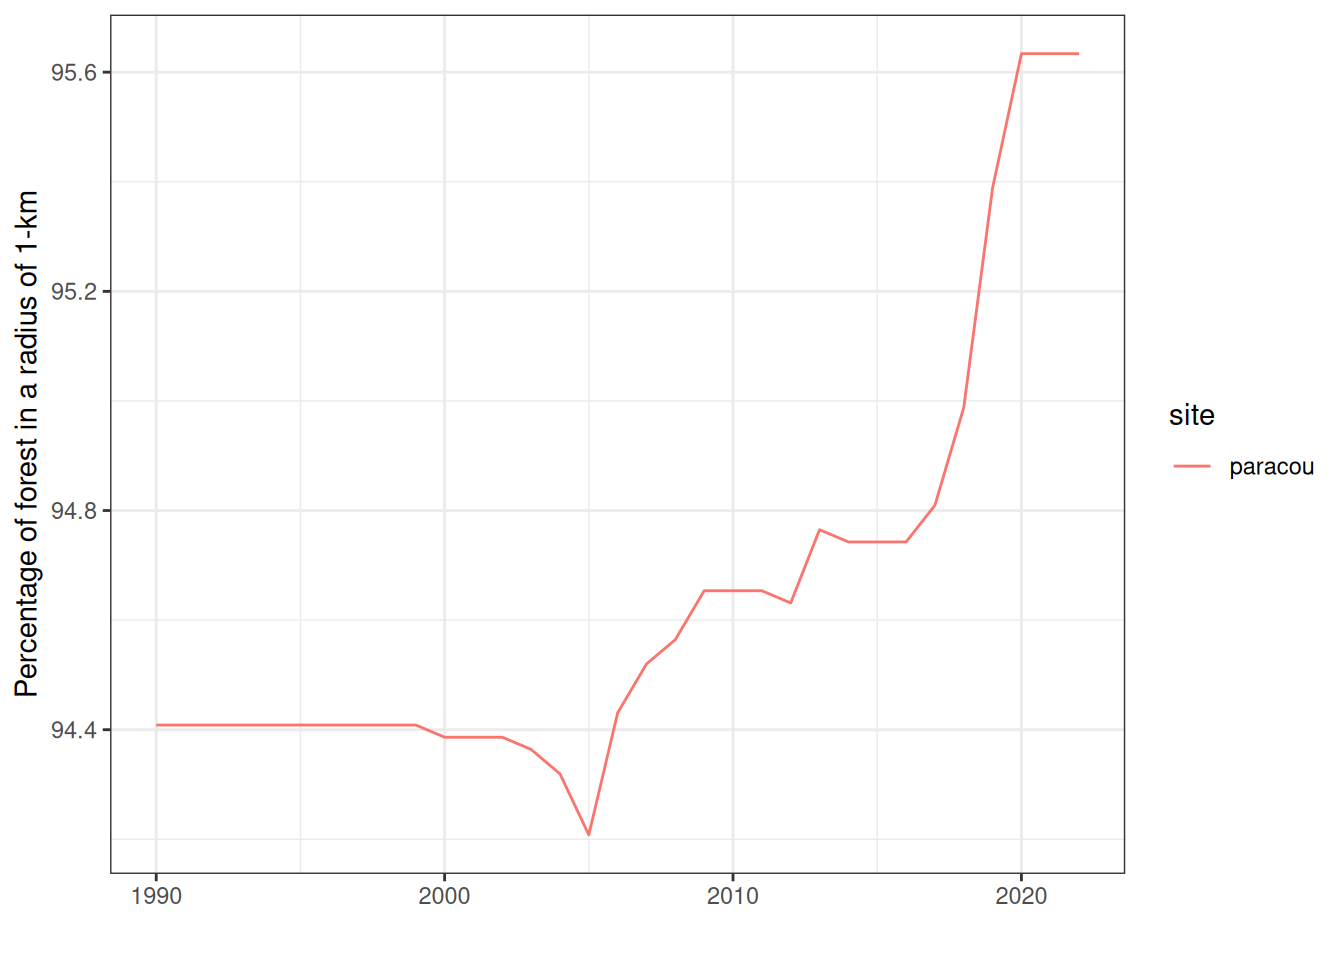 Percentage of forest in a radius of 1-km
95.6
95.2
94.8
94.4
1990
2000
2010
2020
site
paracou